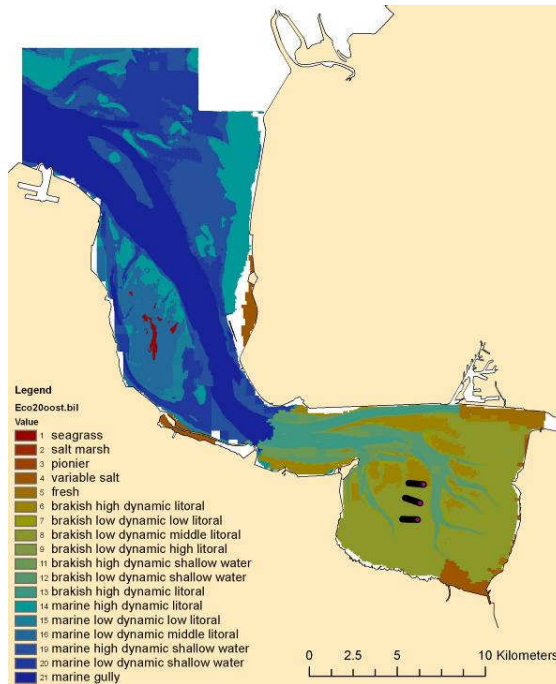 Legend
Eco20oost.bil
Value
1 seagrass
2 salt marsh
3 pionier
4 variable salt
5 fresh
6 brakish high dynamic litoral
7 brakish low dynamic low litoral
8 brakish low dynamic middle litoral
9 brakish low dynamic high litoral
11 brakish high dynamic shallow water
12 brakish low dynamic shallow water
13 brakish high dynamic litoral
14 marine high dynamic litoral
15 marine low dynamic low litoral
16 marine low dynamic middle litoral
19 marine high dynamic shallow water
20 marine low dynamic shallow water
21 marine gully
0 2.5 5 10 Kilometers